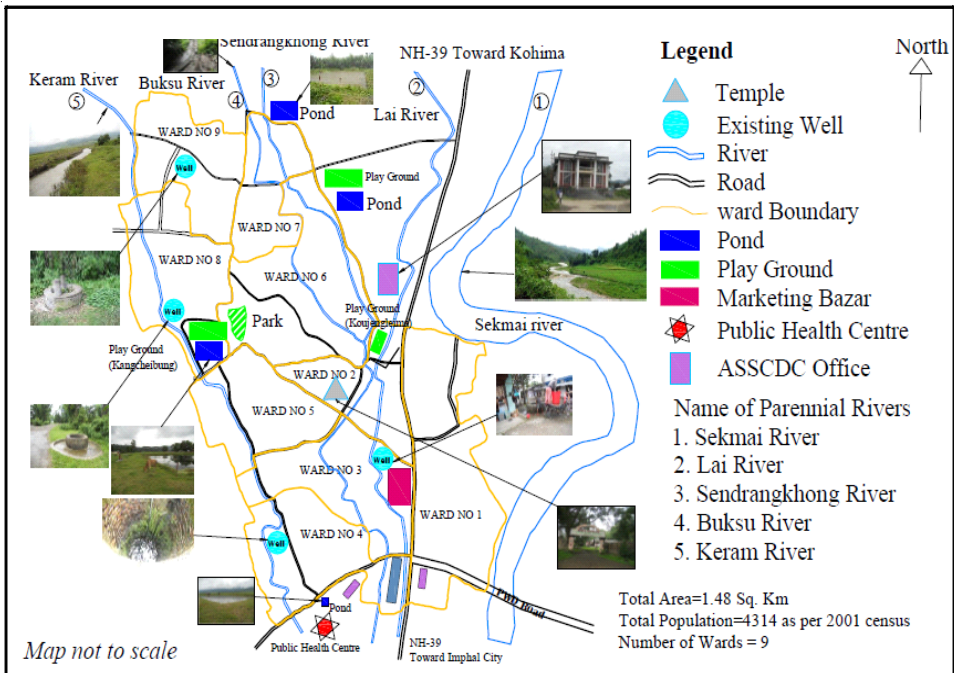 Sendrangkhong River
NH-39 Toward Kohima
Keram River
Buksu River
③
②
①
⑤
④
Pond
Lai River
WARD NO 9
Well
Play Ground
Pond
WARD NO 7
WARD NO 8
WARD NO 6
Play Ground
(Koujengleima)
Well
Park
Sekmai river
Play Ground
(Kangcheibung)
WARD NO 2
WARD NO 5
Well
WARD NO 3
WARD NO 1
WARD NO 4
Well
PWD Road
Pond
Public Health Centre
NH-39
Toward Imphal City
Map not to scale
Legend
Temple
Existing Well
River
Road
ward Boundary
Pond
Play Ground
Marketing Bazar
Public Health Centre
ASSCDC Office
Name of Parennial Rivers
1. Sekmai River
2. Lai River
3. Sendrangkhong River
4. Buksu River
5. Keram River
Total Area=1.48 Sq. Km
Total Population=4314 as per 2001 census
Number of Wards = 9
North